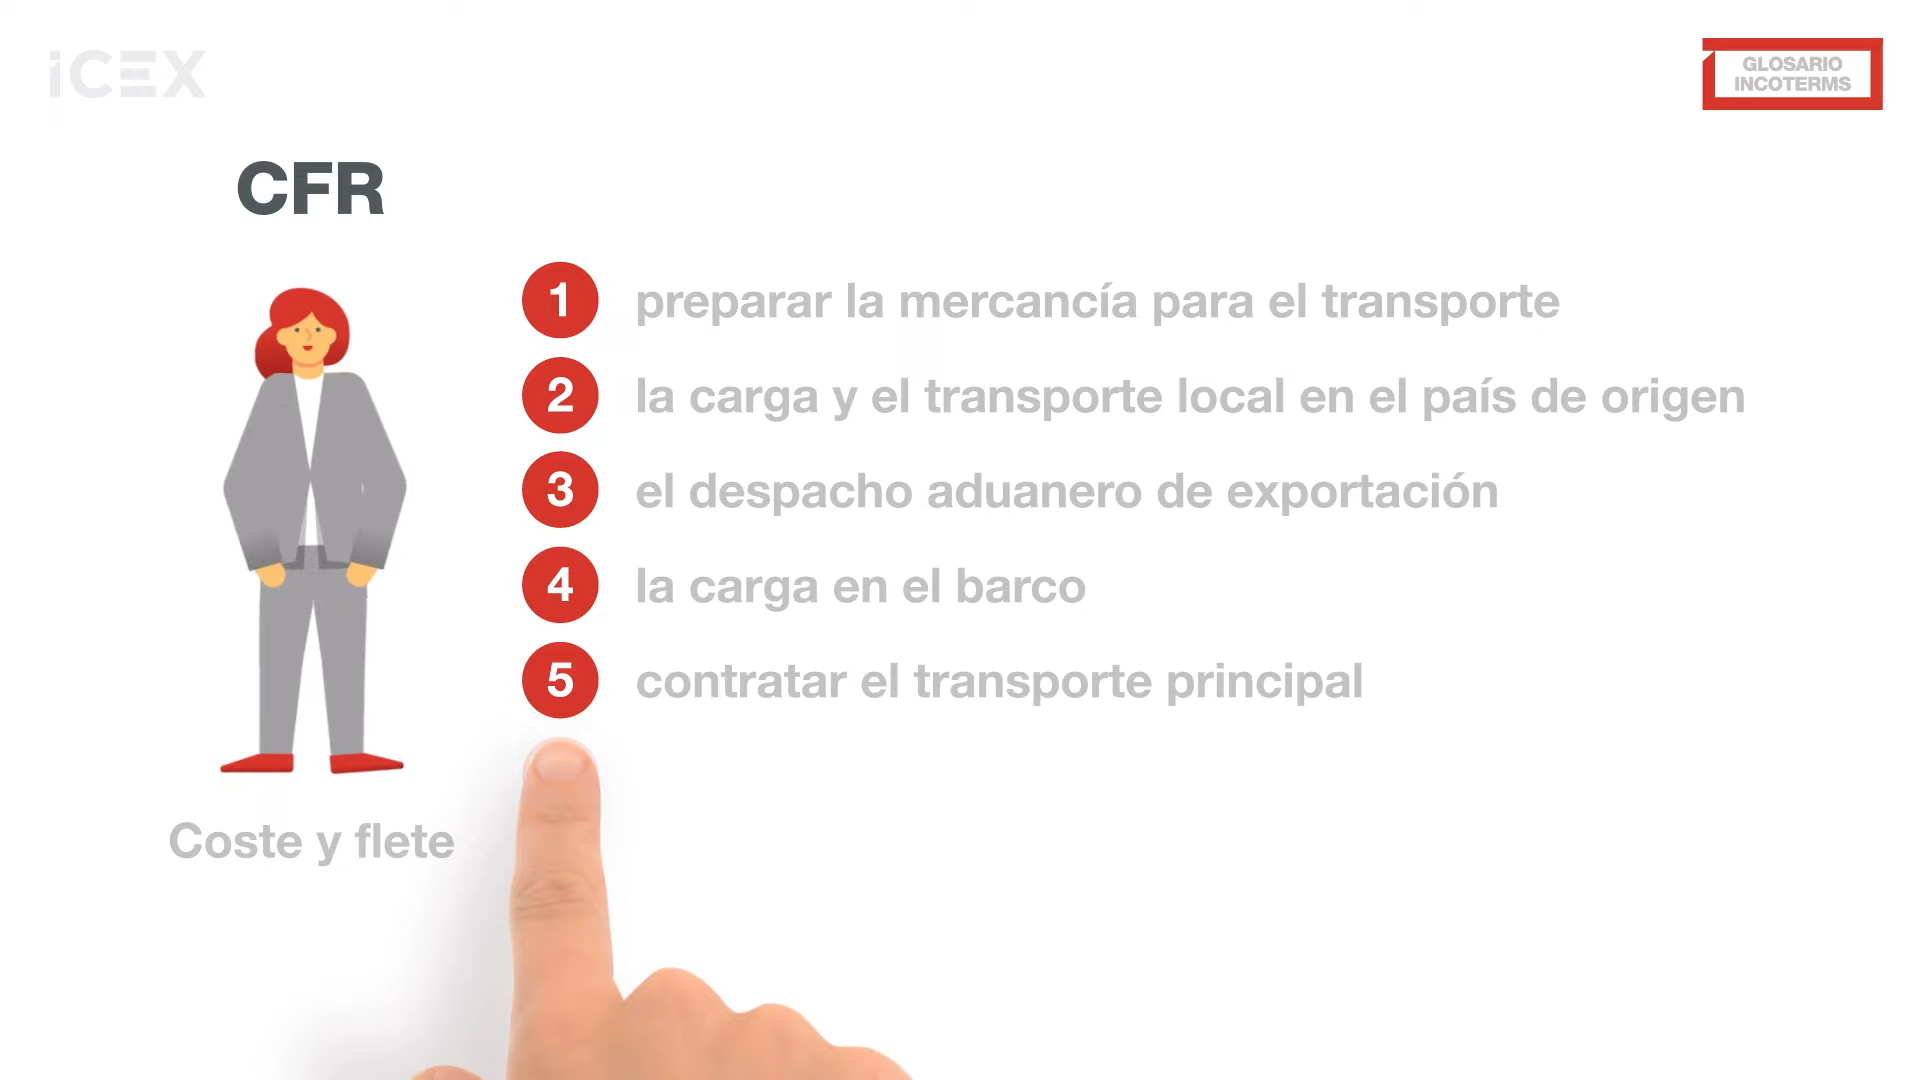 iCEX
GLOSARIO
INCOTERMS
CFR
1 preparar la mercancía para el transporte
2 la carga y el transporte local en el país de origen
3 el despacho aduanero de exportación
4 la carga en el barco
5 contratar el transporte principal
Coste y flete